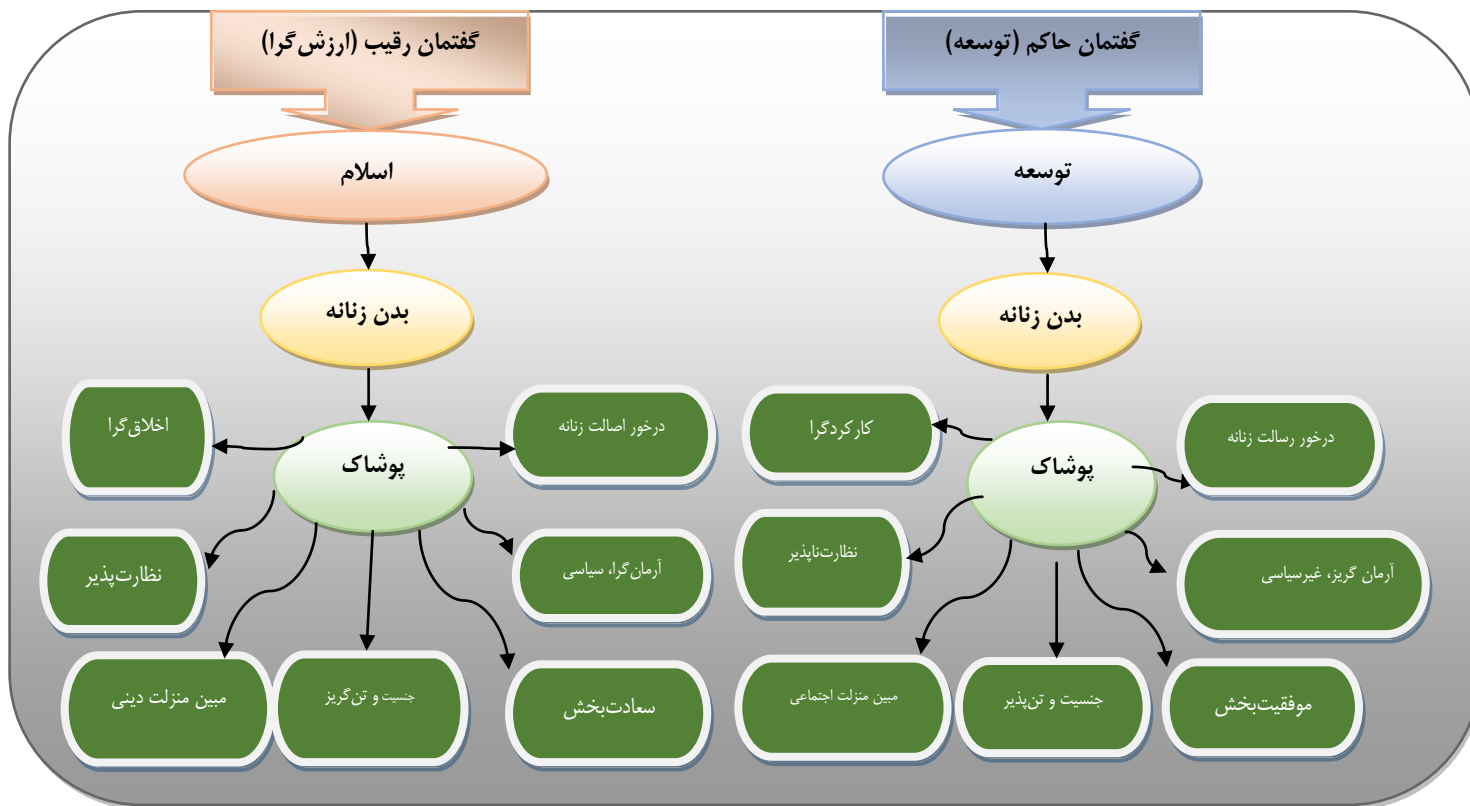 گفتمان حاکم (توسعه)
توسعه
بدن زنانه
پوشاک
درخور رسالت زنانه
کارکردگرا
آرمان گریز، غیرسیاسی
نظارت‌ناپذیر
موفقیت‌بخش
جنسیت و تن‌پذیر
مبین منزلت اجتماعی
گفتمان رقیب (ارزش‌گرا)
اسلام
بدن زنانه
پوشاک
درخور اصالت زنانه
اخلاق‌گرا
آرمان‌گرا، سیاسی
نظارت‌پذیر
سعادت‌بخش
جنسیت و تن‌گریز
مبین منزلت دینی